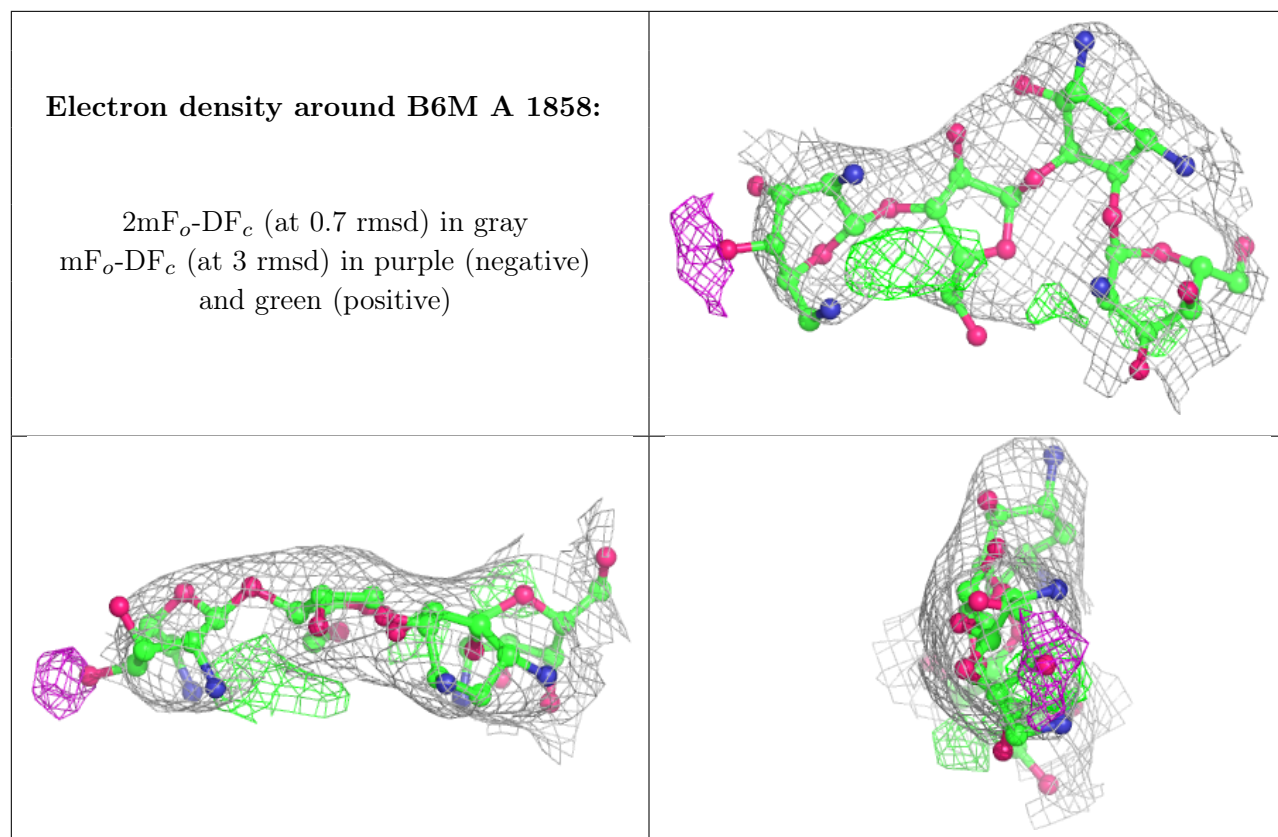 Electron density around B6M A 1858:
2mFₒ-DF𝒸 (at 0.7 rmsd) in gray
mFₒ-DF𝒸 (at 3 rmsd) in purple (negative)
and green (positive)